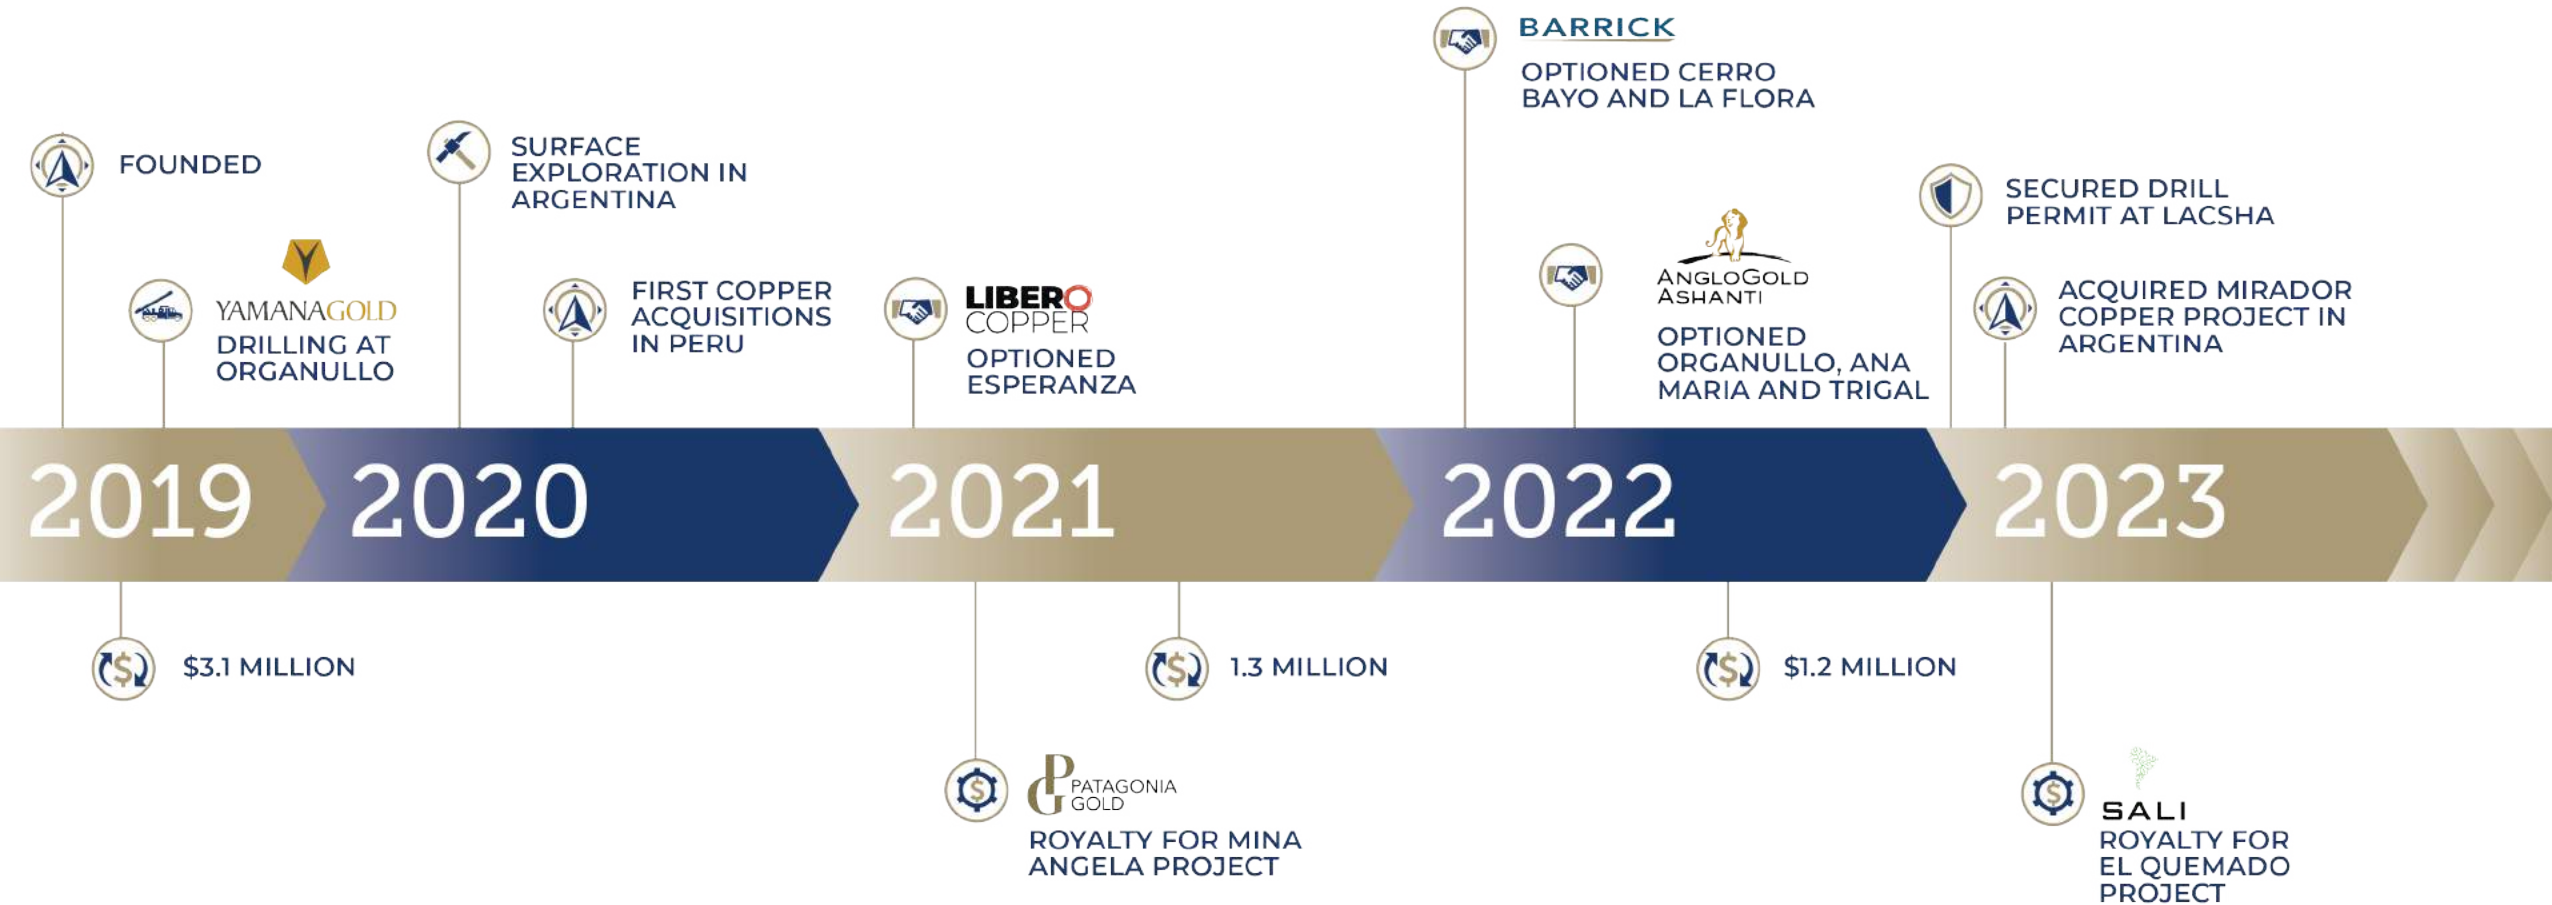 FOUNDED
YAMANAGOLD
DRILLING AT
ORGANULLO
SURFACE
EXPLORATION IN
ARGENTINA
FIRST COPPER
ACQUISITIONS
IN PERU
LIBERO
COPPER
OPTIONED
ESPERANZA
BARRICK
OPTIONED CERRO
BAYO AND LA FLORA
ANGLOGOLD
ASHANTI
OPTIONED
ORGANULLO, ANA
MARIA AND TRIGAL
SECURED DRILL
PERMIT AT LACSHA
ACQUIRED MIRADOR
COPPER PROJECT IN
ARGENTINA
2019
2020
2021
2022
2023
$3.1 MILLION
1.3 MILLION
$1.2 MILLION
PATAGONIA
GOLD
ROYALTY FOR MINA
ANGELA PROJECT
SALI
ROYALTY FOR
EL QUEMADO
PROJECT